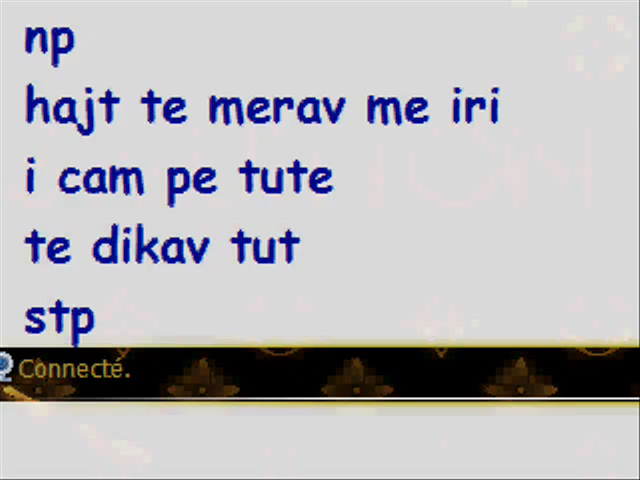 np
hajt te merav me iri
i cam pe tute
te dikav tut
stp
Connecté.